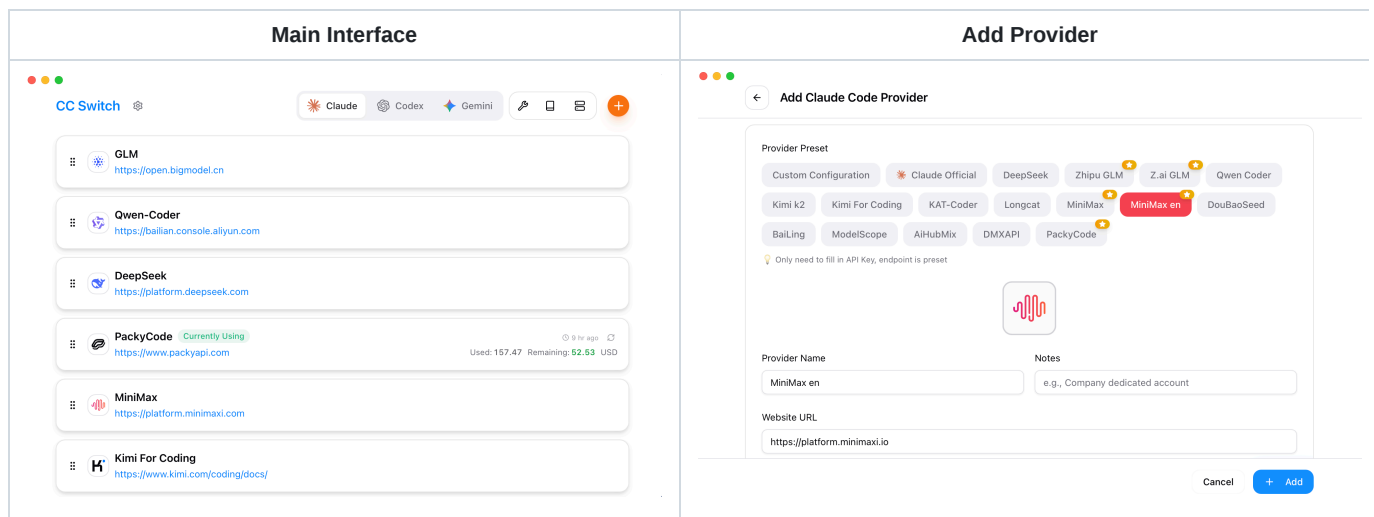 Main Interface
Add Provider
CC Switch
Claude
Codex
Gemini
GLM
https://open.bigmodel.cn
Qwen-Coder
https://bailian.console.aliyun.com
DeepSeek
https://platform.deepseek.com
PackyCode Currently Using
9 hr ago
https://www.packyapi.com
Used: 157.47 Remaining: 52.53 USD
MiniMax
https://platform.minimaxi.com
Kimi For Coding
https://www.kimi.com/coding/docs/
Add Claude Code Provider
Provider Preset
Custom Configuration Claude Official DeepSeek Zhipu GLM Z.ai GLM Qwen Coder
Kimi k2 Kimi For Coding KAT-Coder Longcat MiniMax MiniMax en DouBaoSeed
BaiLing ModelScope AiHubMix DMXAPI PackyCode
Only need to fill in API Key, endpoint is preset
Provider Name Notes
MiniMax en e.g., Company dedicated account
Website URL
https://platform.minimaxi.io
Cancel + Add